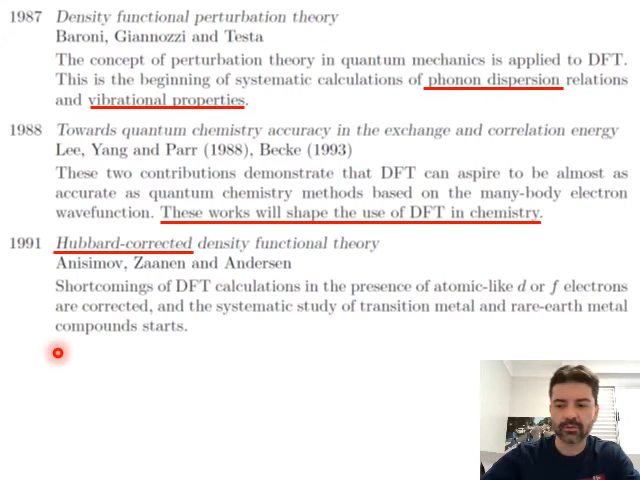 1987 Density functional perturbation theory
Baroni, Giannozzi and Testa
The concept of perturbation theory in quantum mechanics is applied to DFT.
This is the beginning of systematic calculations of phonon dispersion relations
and vibrational properties.
1988 Towards quantum chemistry accuracy in the exchange and correlation energy
Lee, Yang and Parr (1988), Becke (1993)
These two contributions demonstrate that DFT can aspire to be almost as
accurate as quantum chemistry methods based on the many-body electron
wavefunction. These works will shape the use of DFT in chemistry.
1991 Hubbard-corrected density functional theory
Anisimov, Zaanen and Andersen
Shortcomings of DFT calculations in the presence of atomic-like d or f electrons
are corrected, and the systematic study of transition metal and rare-earth metal
compounds starts.